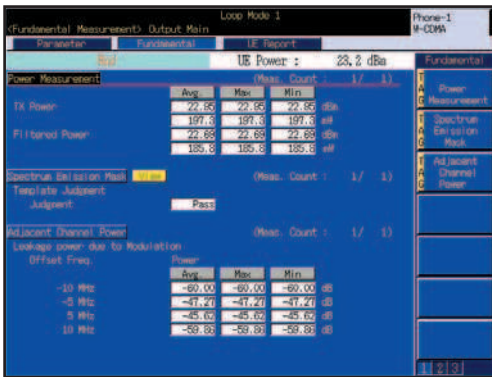 Loop Mode 1
Phone-1
W-CDMA
<Fundamental Measurement> Output Main
Parameter Fundamental UE Report
End UE Power : 23.2 dBm
Fundamental
Power Measurement (Meas. Count : 1/ 1)
Avg. Max Min
TX Power 22.95 22.95 22.95 dBm
197.3 197.3 197.3 mW
Filtered Power 22.69 22.69 22.69 dBm
185.8 185.8 185.8 mW
Spectrum Emission Mask View (Meas. Count : 1/ 1)
Template Judgment
Judgment Pass
Adjacent Channel Power (Meas. Count : 1/ 1)
Leakage power due to Modulation
Offset Freq. Power
Avg. Max Min
-10 MHz -60.00 -60.00 -60.00 dB
-5 MHz -47.27 -47.27 -47.27 dB
5 MHz -45.62 -45.62 -45.62 dB
10 MHz -59.86 -59.86 -59.86 dB
TAG
Power
Measurement
TAG
Spectrum
Emission
Mask
TAG
Adjacent
Channel
Power
1 2 3